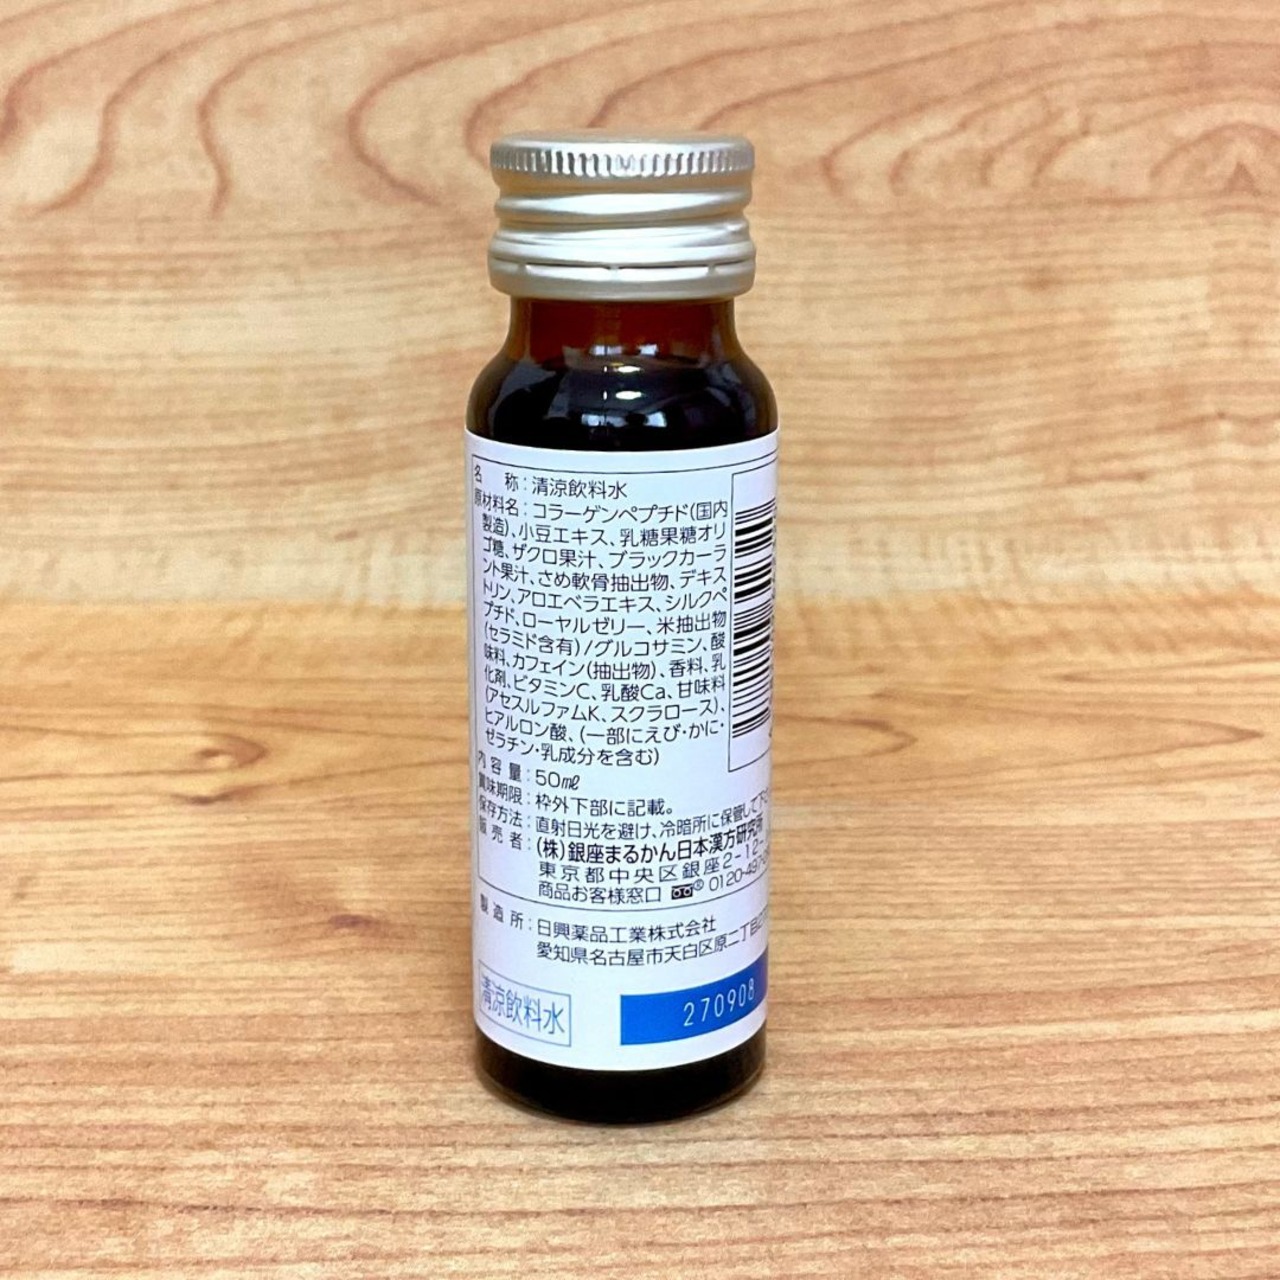 名称：清涼飲料水
原材料名：コラーゲンペプチド(国内
製造)、小豆エキス、乳糖果糖オリ
ゴ糖、ザクロ果汁、ブラックカーラ
ント果汁、さめ軟骨抽出物、デキス
トリン、アロエベラエキス、シルクペ
プチド、ローヤルゼリー、米抽出物
(セラミド含有)/グルコサミン、酸
味料、カフェイン(抽出物)、香料、乳
化剤、ビタミンC、乳酸Ca、甘味料
(アセスルファムK、スクラロース)、
ヒアルロン酸、(一部にえび・かに・
ゼラチン・乳成分を含む)
内容量：50㎖
賞味期限：枠外下部に記載。
保存方法：直射日光を避け、冷暗所に保管して下さ
販売者：(株)銀座まるかん日本漢方研究所
東京都中央区銀座2-12-
商品お客様窓口 0120-497-
製造所：日興薬品工業株式会社
愛知県名古屋市天白区原二丁目
清涼飲料水
270908